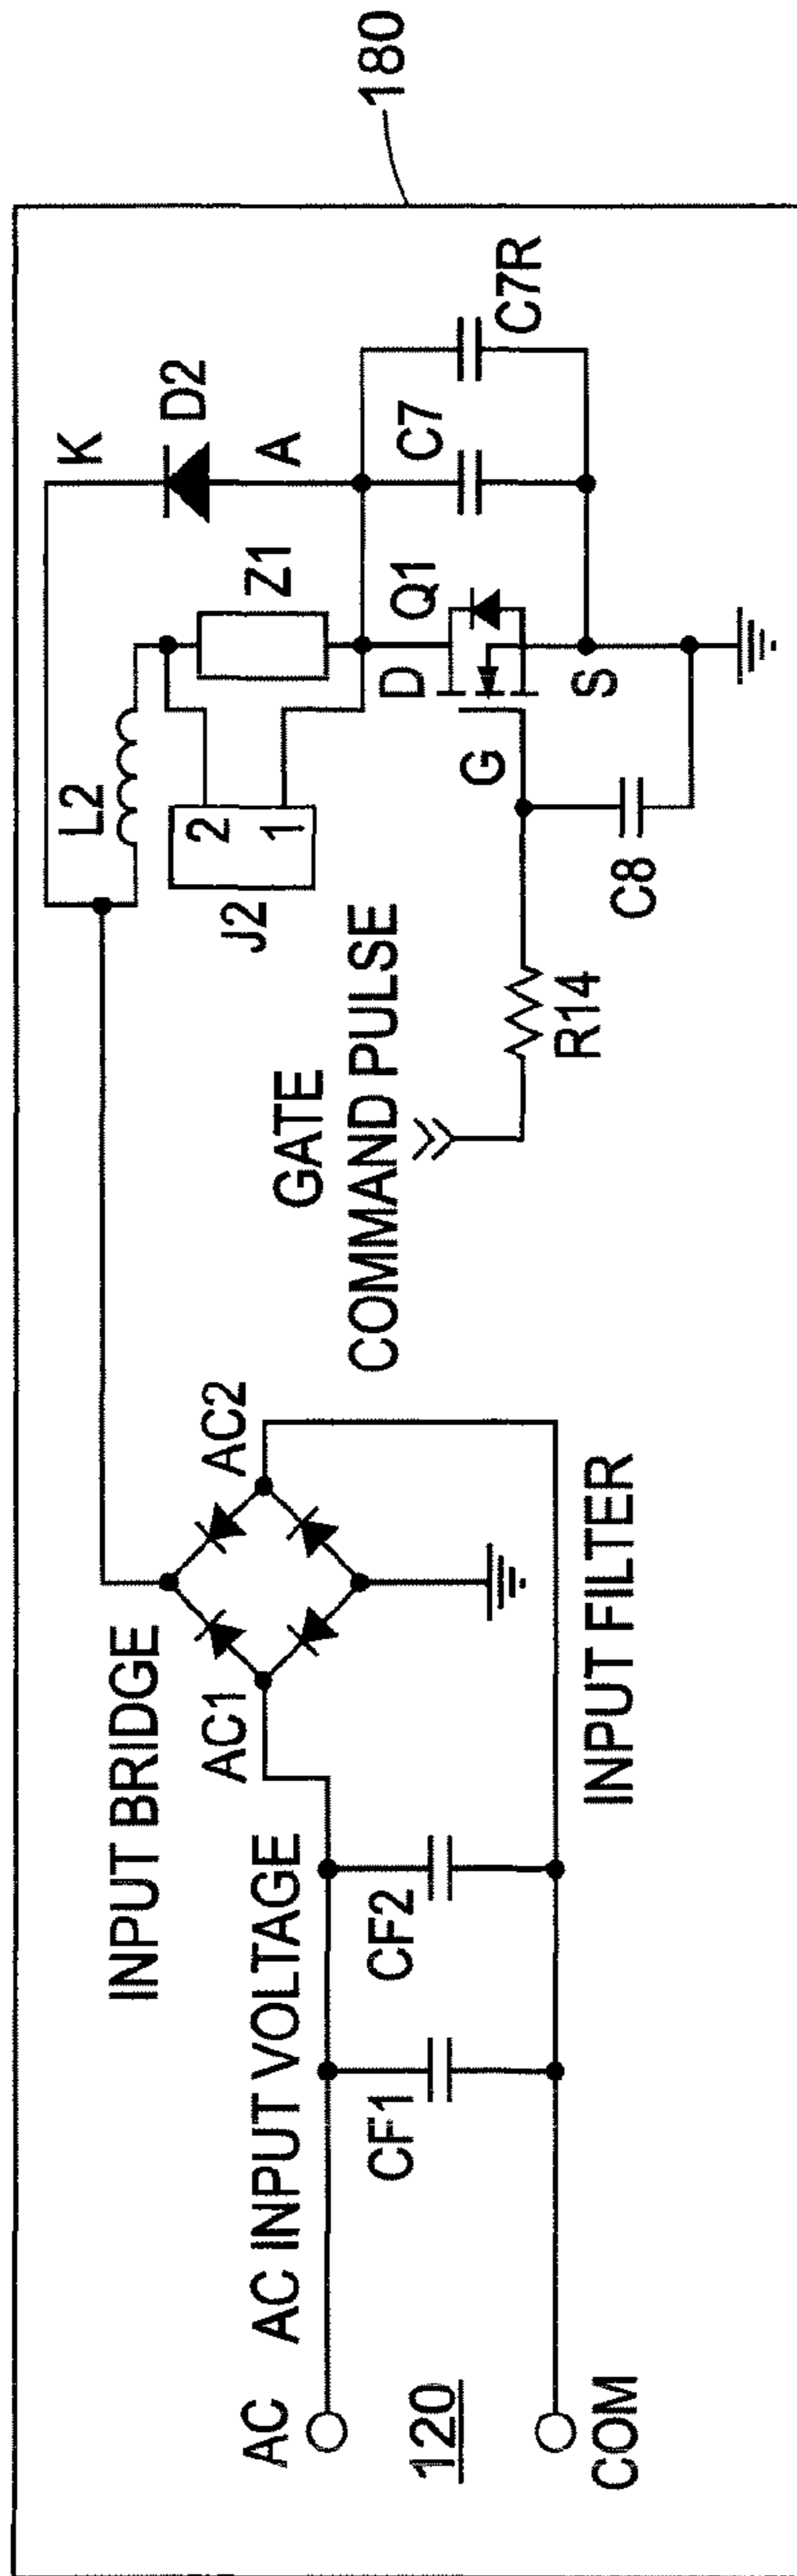 180
INPUT BRIDGE
AC1
AC2
AC INPUT VOLTAGE
AC
120
COM
CF1
CF2
INPUT FILTER
GATE
COMMAND PULSE
R14
C8
L2
J2
2
1
Z1
K
D2
A
D
Q1
G
S
C7
C7R